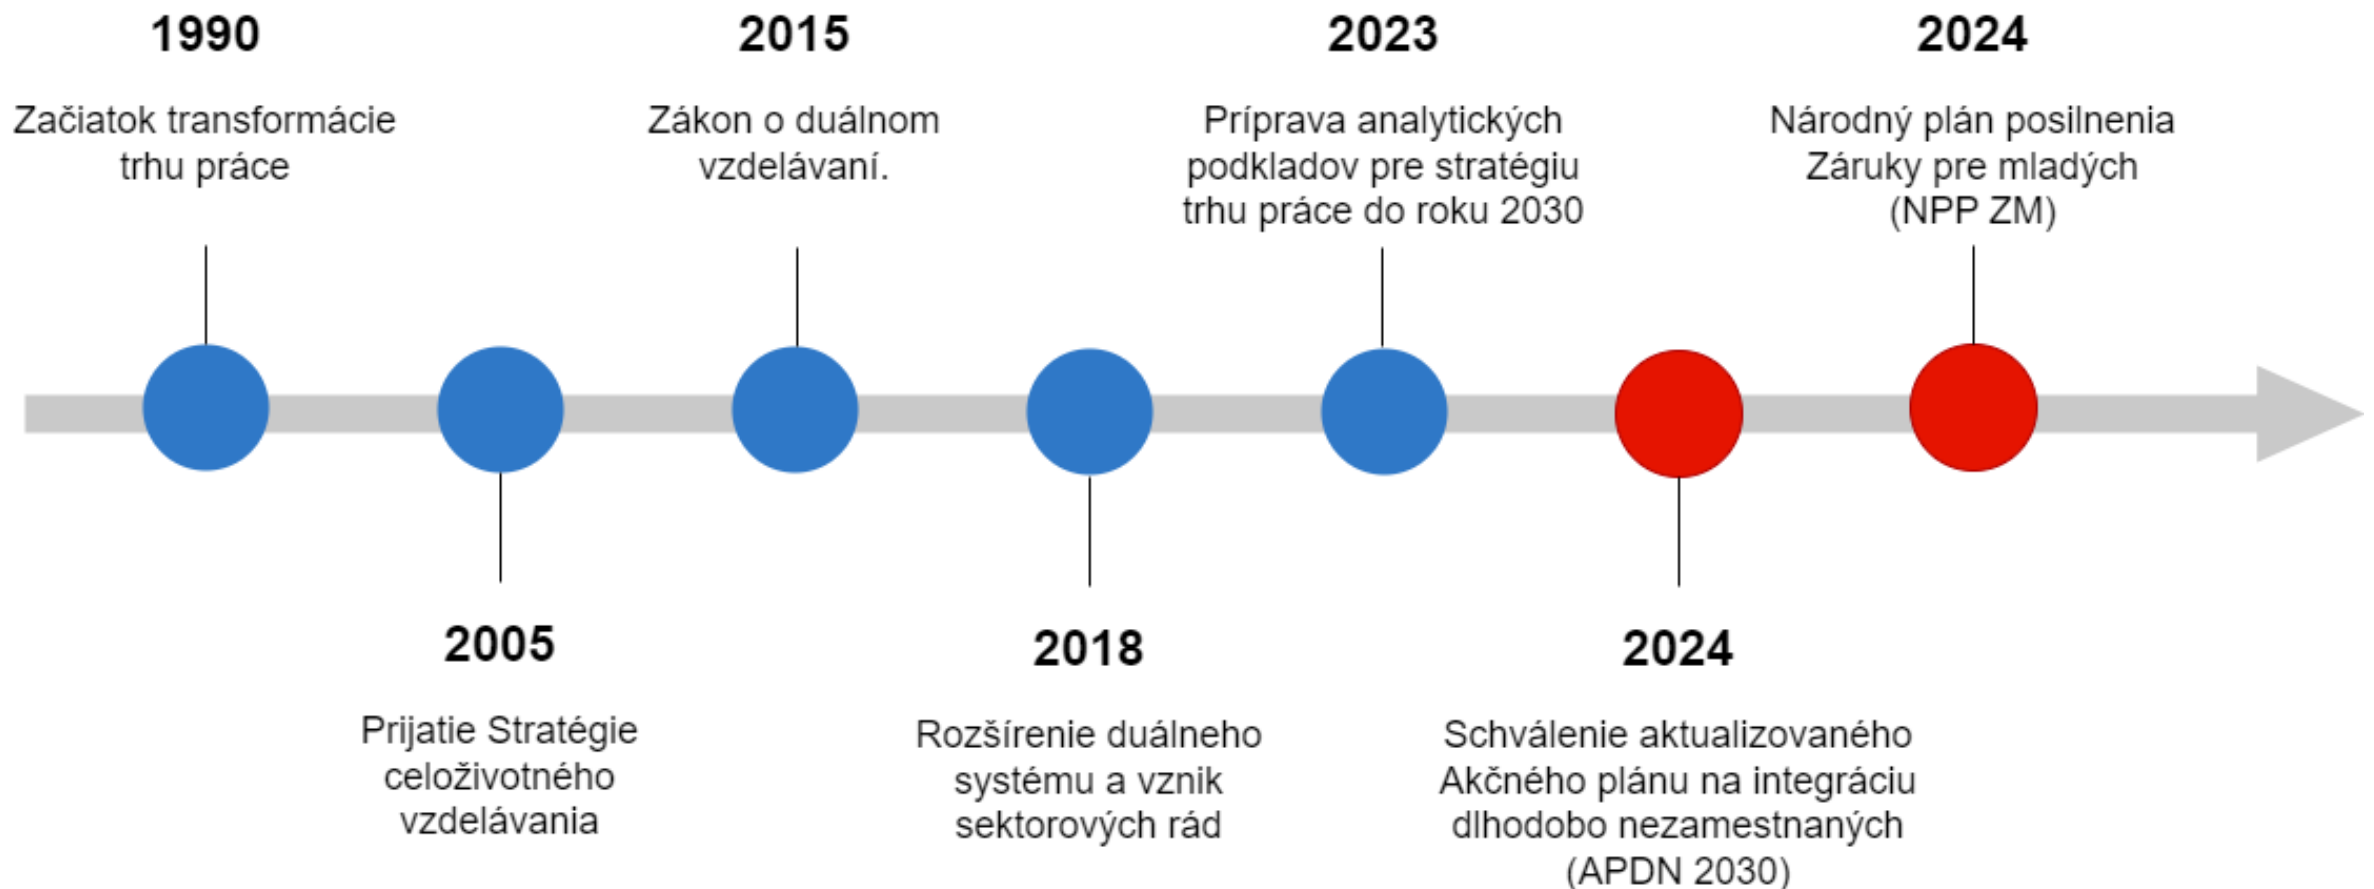 1990
Začiatok transformácie
trhu práce
2005
Prijatie Stratégie
celoživotného
vzdelávania
2015
Zákon o duálnom
vzdelávaní.
2018
Rozšírenie duálneho
systému a vznik
sektorových rád
2023
Príprava analytických
podkladov pre stratégiu
trhu práce do roku 2030
2024
Schválenie aktualizovaného
Akčného plánu na integráciu
dlhodobo nezamestnaných
(APDN 2030)
2024
Národný plán posilnenia
Záruky pre mladých
(NPP ZM)